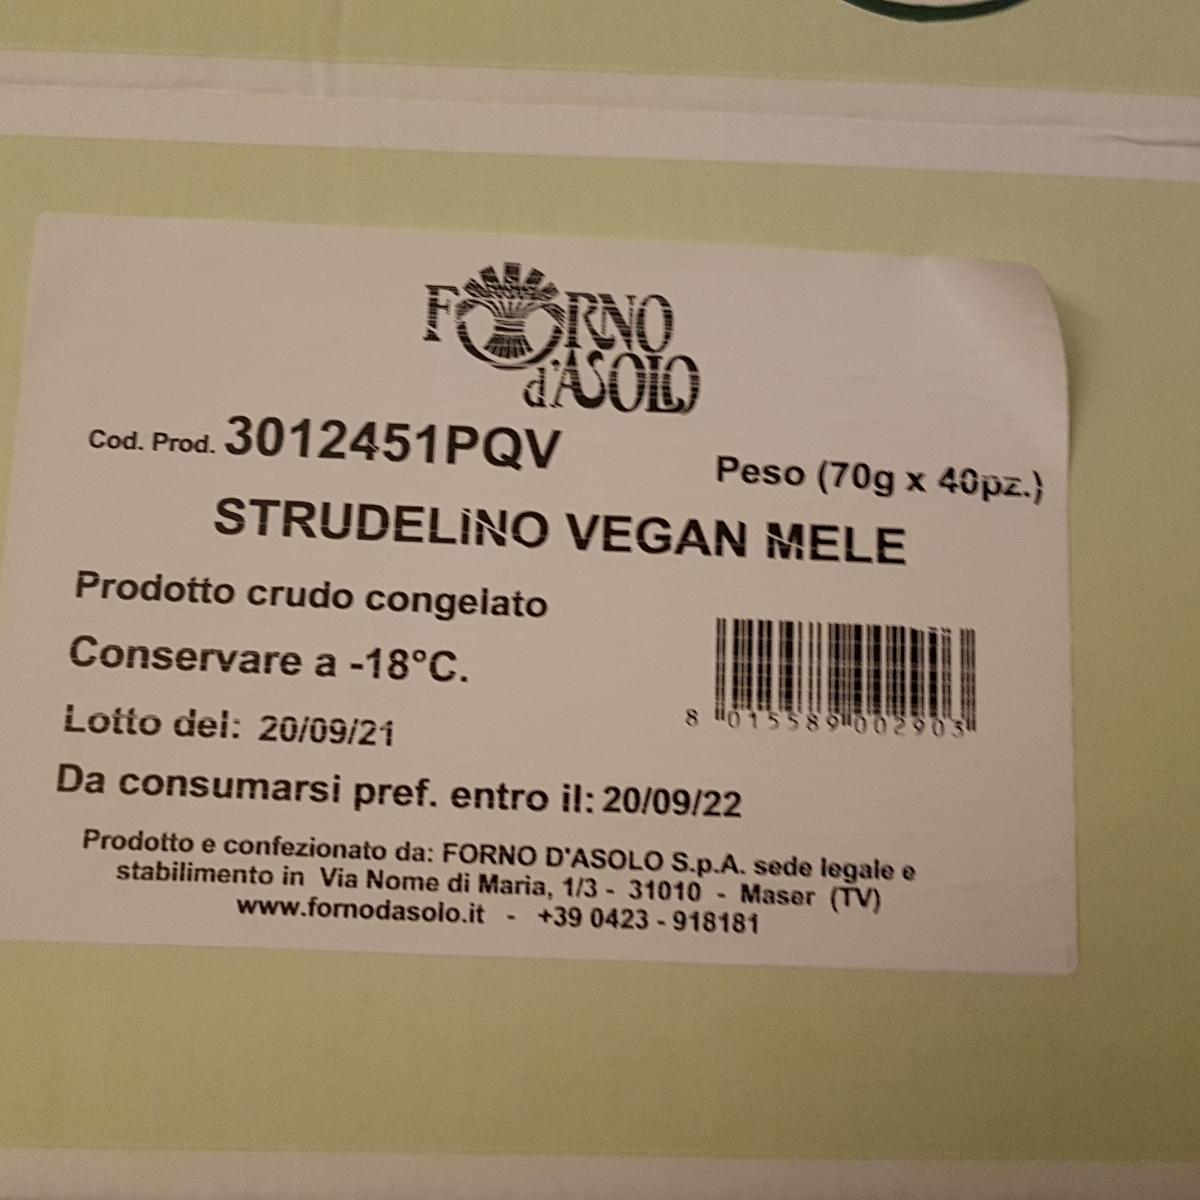 FORNO
d'ASOLO
Cod. Prod. 3012451PQV
Peso (70g x 40pz.)
STRUDELINO VEGAN MELE
Prodotto crudo congelato
Conservare a -18°C.
Lotto del: 20/09/21
8 015589 002903
Da consumarsi pref. entro il: 20/09/22
Prodotto e confezionato da: FORNO D'ASOLO S.p.A. sede legale e
stabilimento in Via Nome di Maria, 1/3 - 31010 - Maser (TV)
www.fornodasolo.it - +39 0423 - 918181